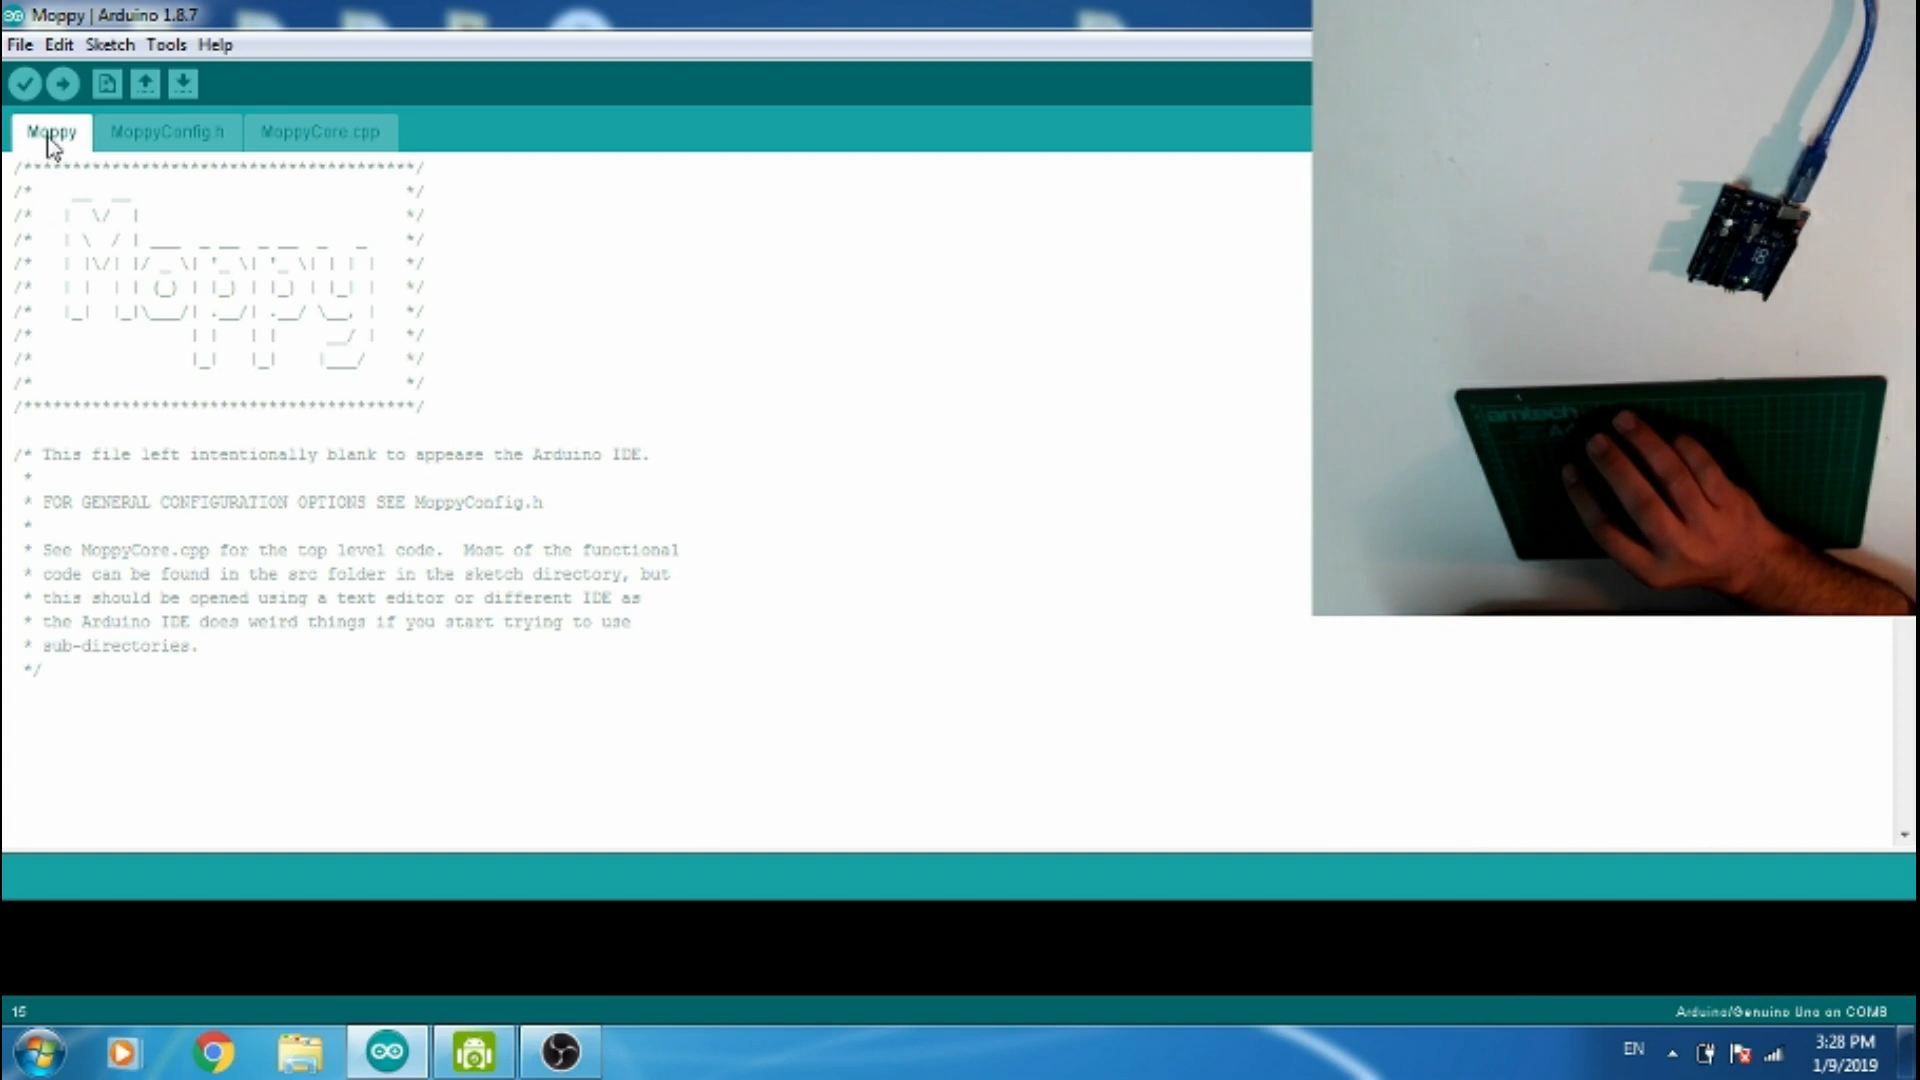 Moppy | Arduino 1.8.7
File Edit Sketch Tools Help
Moppy MoppyConfig.h MoppyCore.cpp
/****************************************/
/* */
/* */
/* */
/* */
/* */
/* */
/* */
/* */
/* */
/****************************************/
/* This file left intentionally blank to appease the Arduino IDE.
*
* FOR GENERAL CONFIGURATION OPTIONS SEE MoppyConfig.h
*
* See MoppyCore.cpp for the top level code. Most of the functional
* code can be found in the src folder in the sketch directory, but
* this should be opened using a text editor or different IDE as
* the Arduino IDE does weird things if you start trying to use
* sub-directories.
*/
amtech
15
Arduino/Genuino Uno on COM8
EN
3:28 PM
1/9/2019